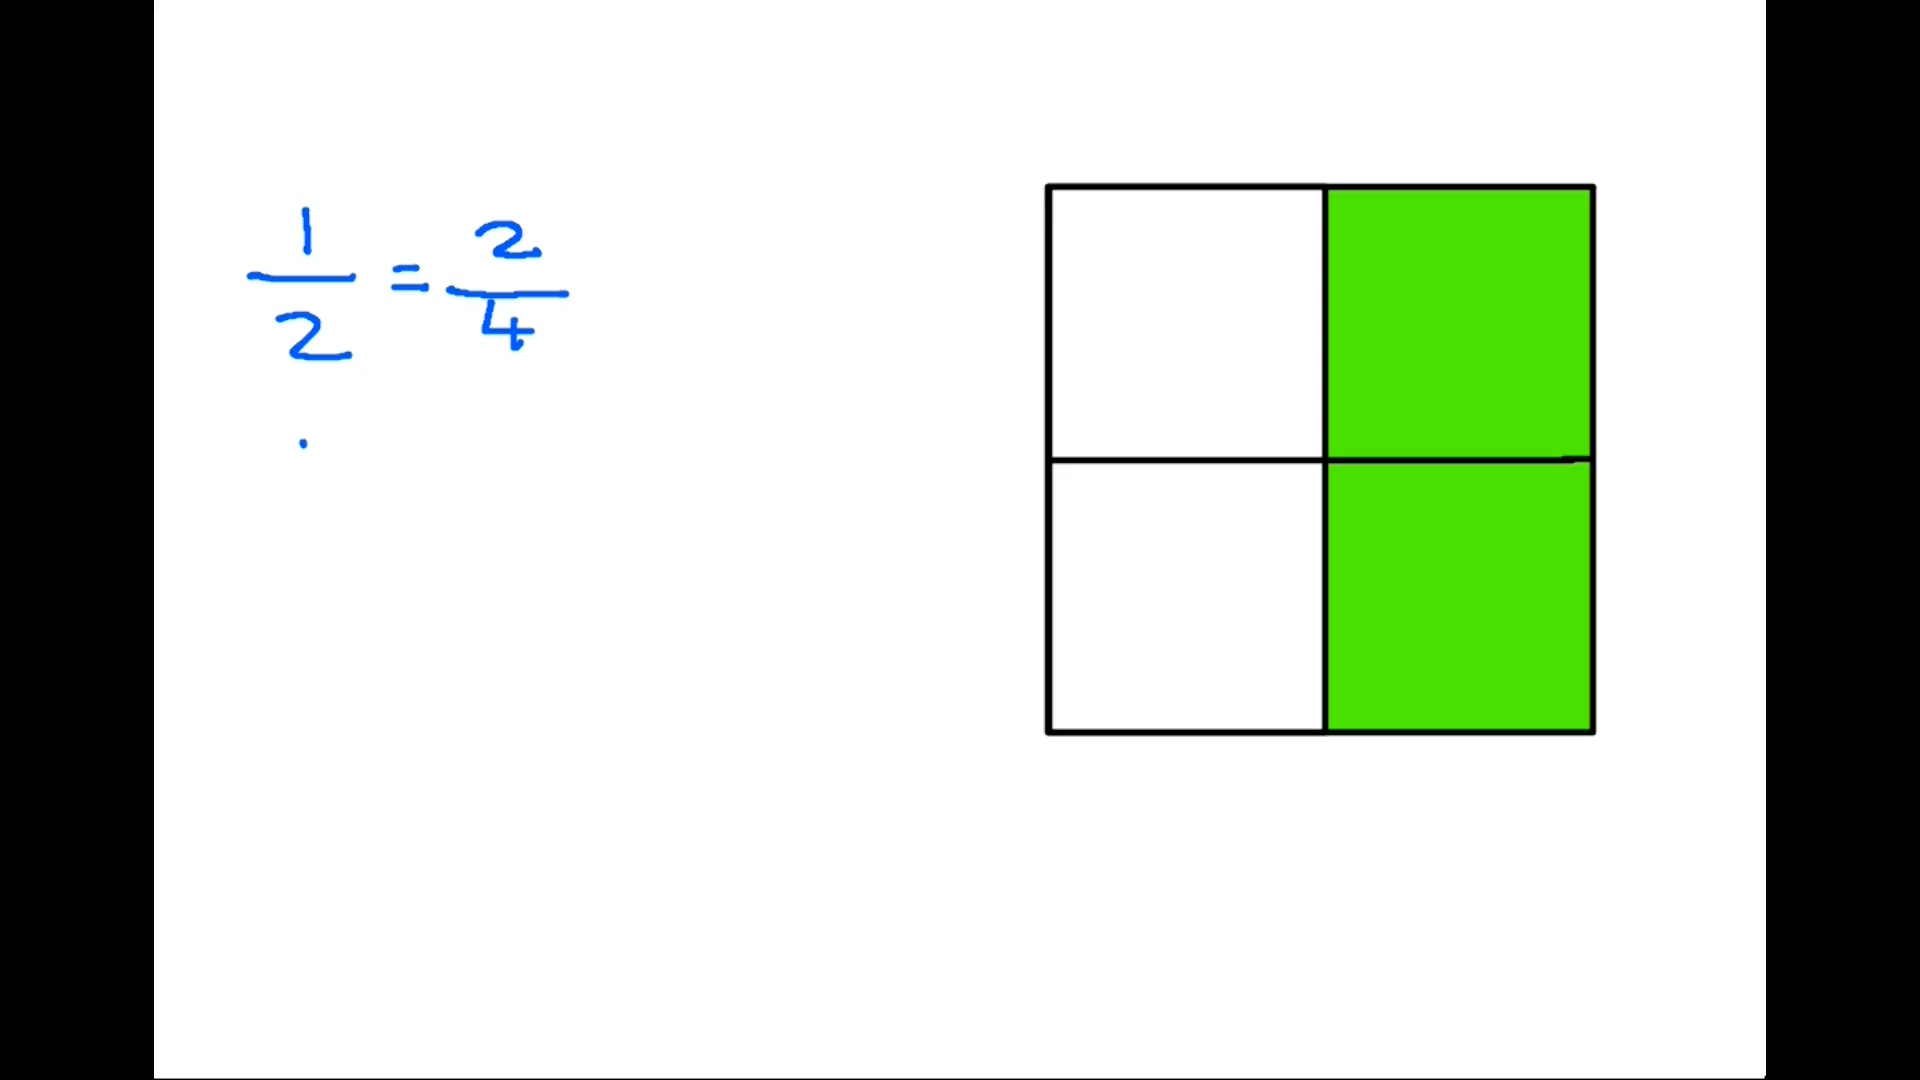 1/2 = 2/4